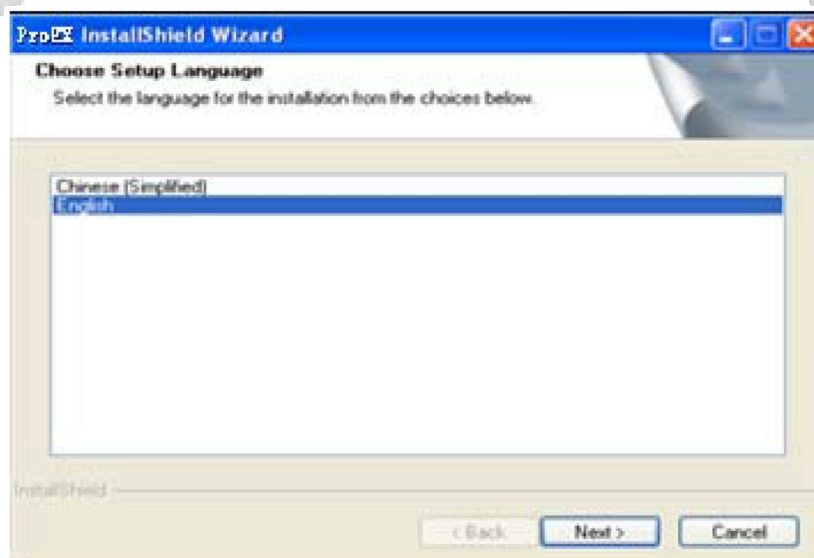 ProEX InstallShield Wizard
Choose Setup Language
Select the language for the installation from the choices below.
Chinese (Simplified)
English
InstallShield
< Back
Next >
Cancel